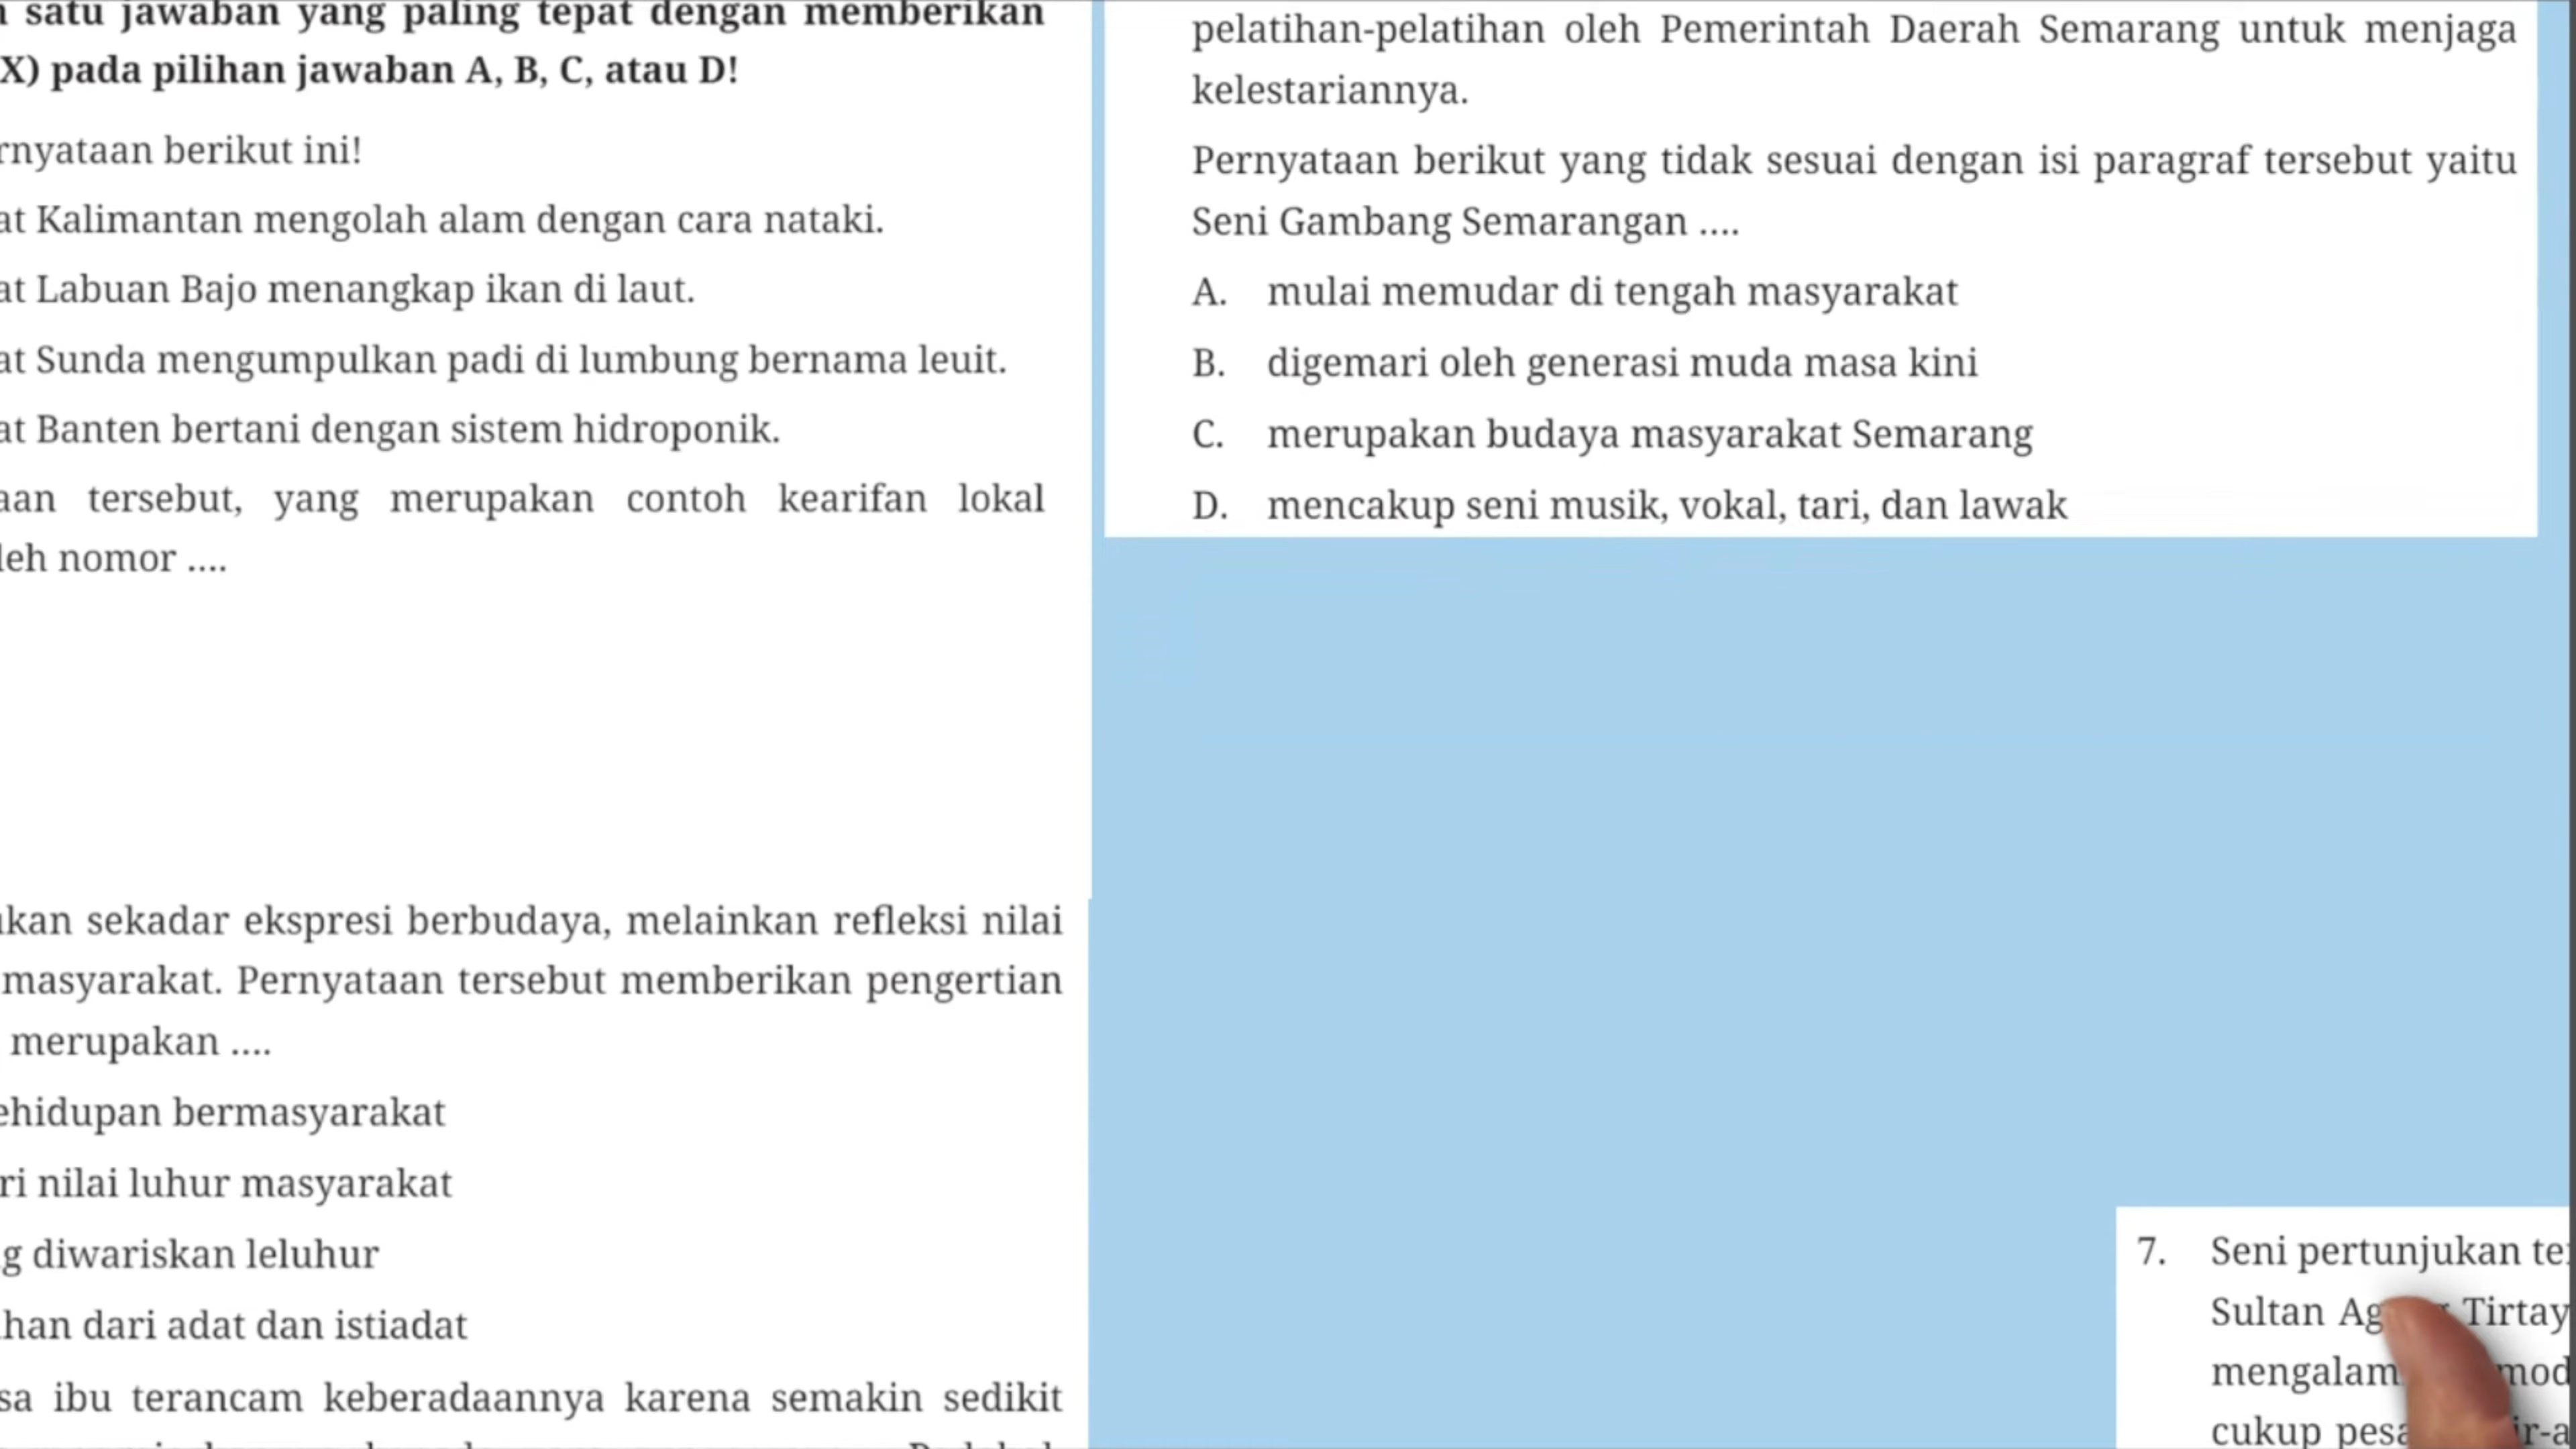 satu jawaban yang paling tepat dengan memberikan
X) pada pilihan jawaban A, B, C, atau D!
rnyataan berikut ini!
at Kalimantan mengolah alam dengan cara nataki.
at Labuan Bajo menangkap ikan di laut.
at Sunda mengumpulkan padi di lumbung bernama leuit.
at Banten bertani dengan sistem hidroponik.
aan tersebut, yang merupakan contoh kearifan lokal
leh nomor ....
kan sekadar ekspresi berbudaya, melainkan refleksi nilai
masyarakat. Pernyataan tersebut memberikan pengertian
merupakan ....
ehidupan bermasyarakat
ri nilai luhur masyarakat
g diwariskan leluhur
han dari adat dan istiadat
sa ibu terancam keberadaannya karena semakin sedikit
pelatihan-pelatihan oleh Pemerintah Daerah Semarang untuk menjaga
kelestariannya.
Pernyataan berikut yang tidak sesuai dengan isi paragraf tersebut yaitu
Seni Gambang Semarangan ....
A. mulai memudar di tengah masyarakat
B. digemari oleh generasi muda masa kini
C. merupakan budaya masyarakat Semarang
D. mencakup seni musik, vokal, tari, dan lawak
7. Seni pertunjukan te
Sultan Ag Tirtay
mengalam mod
cukup pesa ir-a